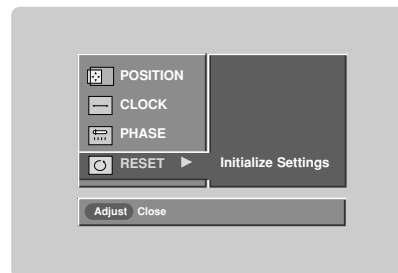 POSITION
CLOCK
PHASE
RESET ▶ Initialize Settings
Adjust Close